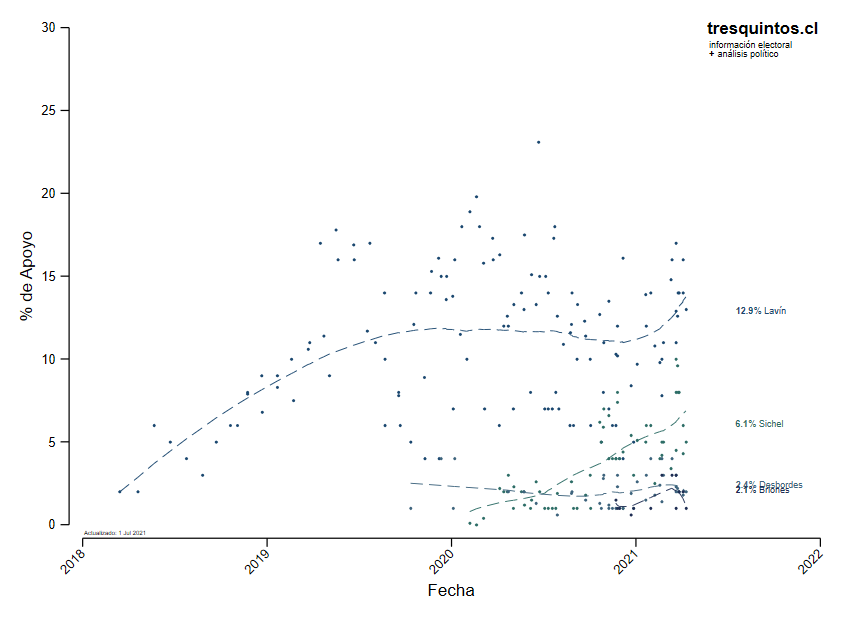 tresquintos.cl
información electoral
+ análisis político
30
25
20
15
10
5
0
% de Apoyo
12.9% Lavín
6.1% Sichel
2.4% Desbordes
2.1% Briones
Actualizado: 1 Jul 2021
2018
2019
2020
2021
2022
Fecha